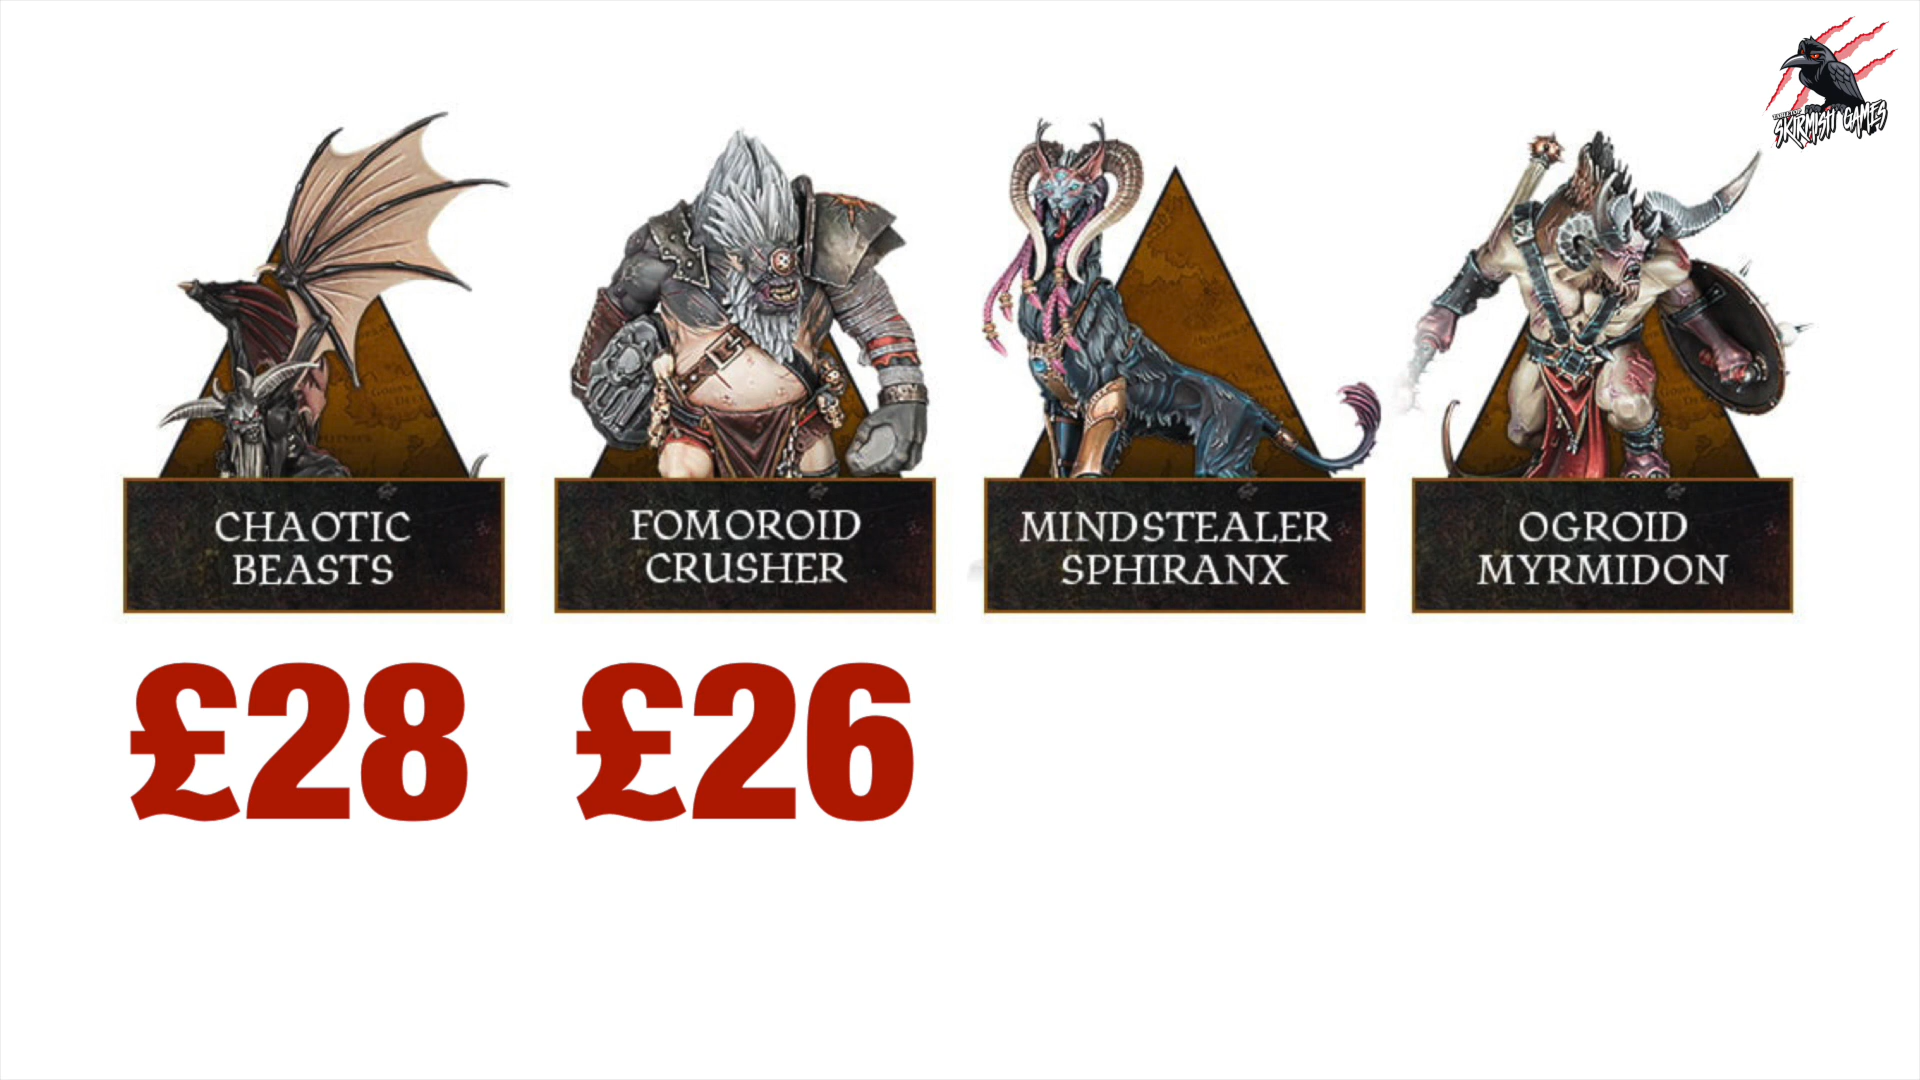 SKIRMISH GAMES
CHAOTIC
BEASTS
FOMOROID
CRUSHER
MINDSTEALER
SPHIRANX
OGROID
MYRMIDON
£28
£26